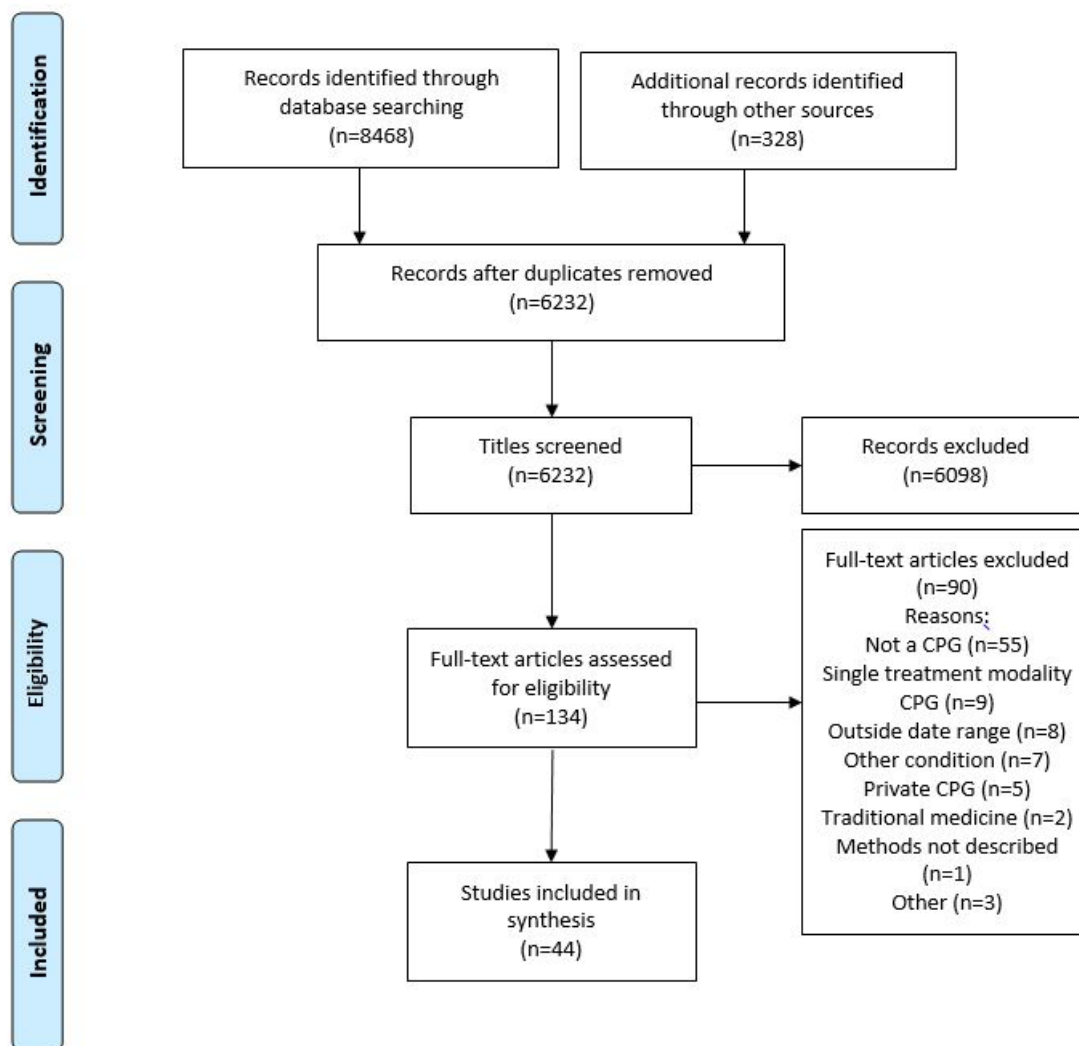 Identification
Records identified through
database searching
(n=8468)
Additional records identified
through other sources
(n=328)
Records after duplicates removed
(n=6232)
Screening
Titles screened
(n=6232)
Records excluded
(n=6098)
Eligibility
Full-text articles assessed
for eligibility
(n=134)
Full-text articles excluded
(n=90)
Reasons:
Not a CPG (n=55)
Single treatment modality
CPG (n=9)
Outside date range (n=8)
Other condition (n=7)
Private CPG (n=5)
Traditional medicine (n=2)
Methods not described
(n=1)
Other (n=3)
Included
Studies included in
synthesis
(n=44)